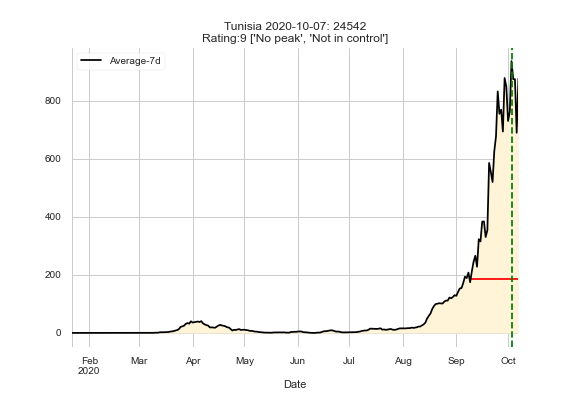 Tunisia 2020-10-07: 24542
Rating:9 ['No peak', 'Not in control']
Average-7d
800
600
400
200
0
Feb Mar Apr May Jun Jul Aug Sep Oct
2020
Date